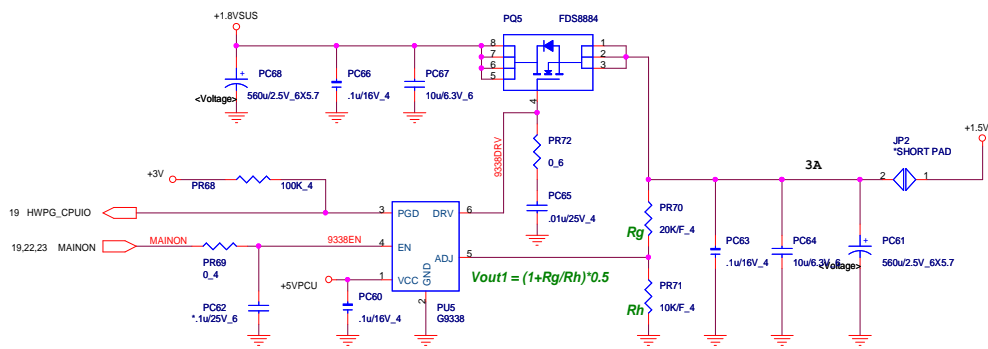 +1.8VSUS
PQ5 FDS8884
8
7
6
5
1
2
3
4
PC68
560u/2.5V_6X5.7
<Voltage>
PC66
.1u/16V_4
PC67
10u/6.3V_6
9338DRV
PR72
0_6
PC65
.01u/25V_4
JP2
*SHORT PAD
2 1
+1.5V
3A
+3V
PR68 100K_4
19 HWPG_CPUIO
19,22,23 MAINON
MAINON
PR69
0_4
9338EN
PC62
*.1u/25V_6
+5VPCU
PC60
.1u/16V_4
3 PGD DRV 6
4 EN
ADJ 5
1 VCC GND
2
PU5
G9338
Vout1 = (1+Rg/Rh)*0.5
Rg
PR70
20K/F_4
Rh
PR71
10K/F_4
PC63
.1u/16V_4
PC64
10u/6.3V_6
<Voltage>
PC61
560u/2.5V_6X5.7